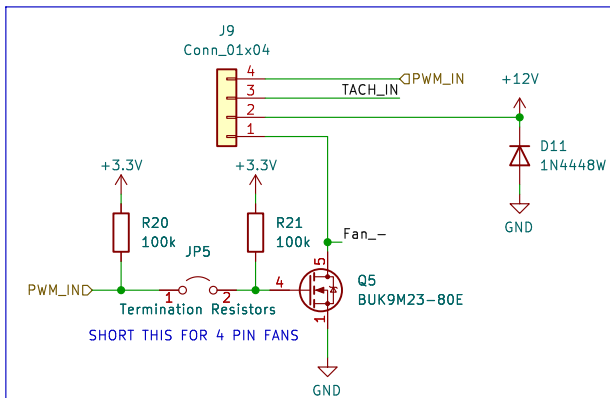 J9
Conn_01x04
4
PWM_IN
3
TACH_IN
2
1
+12V
D11
1N4448W
GND
+3.3V
+3.3V
R20
100k
R21
100k
JP5
Fan_-
5
Q5
BUK9M23-80E
PWM_IN
1
2
4
1
Termination Resistors
SHORT THIS FOR 4 PIN FANS
GND